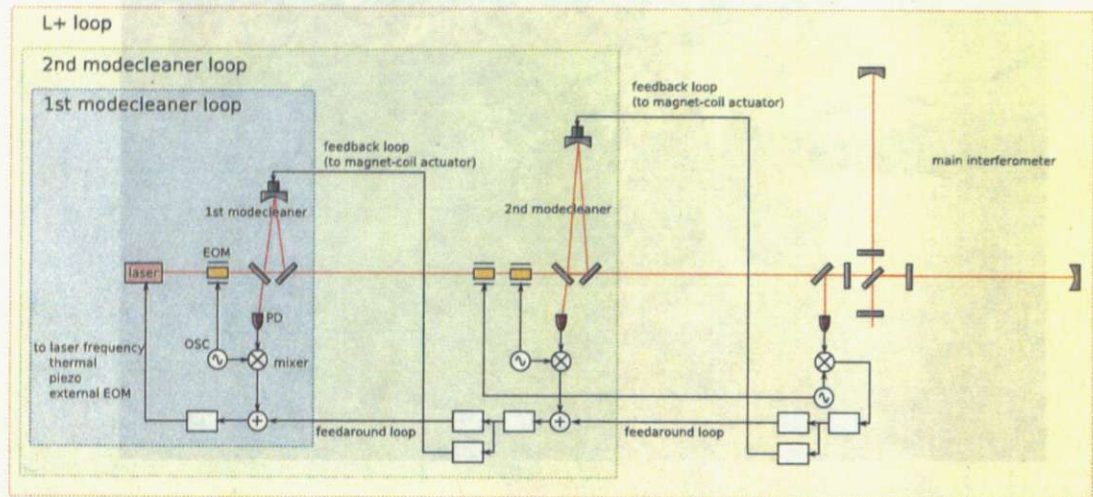 L+ loop
2nd modecleaner loop
1st modecleaner loop
feedback loop
(to magnet-coil actuator)
feedback loop
(to magnet-coil actuator)
main interferometer
1st modecleaner
2nd modecleaner
EOM
laser
PD
OSC
mixer
to laser frequency
thermal
piezo
external EOM
feedaround loop
feedaround loop